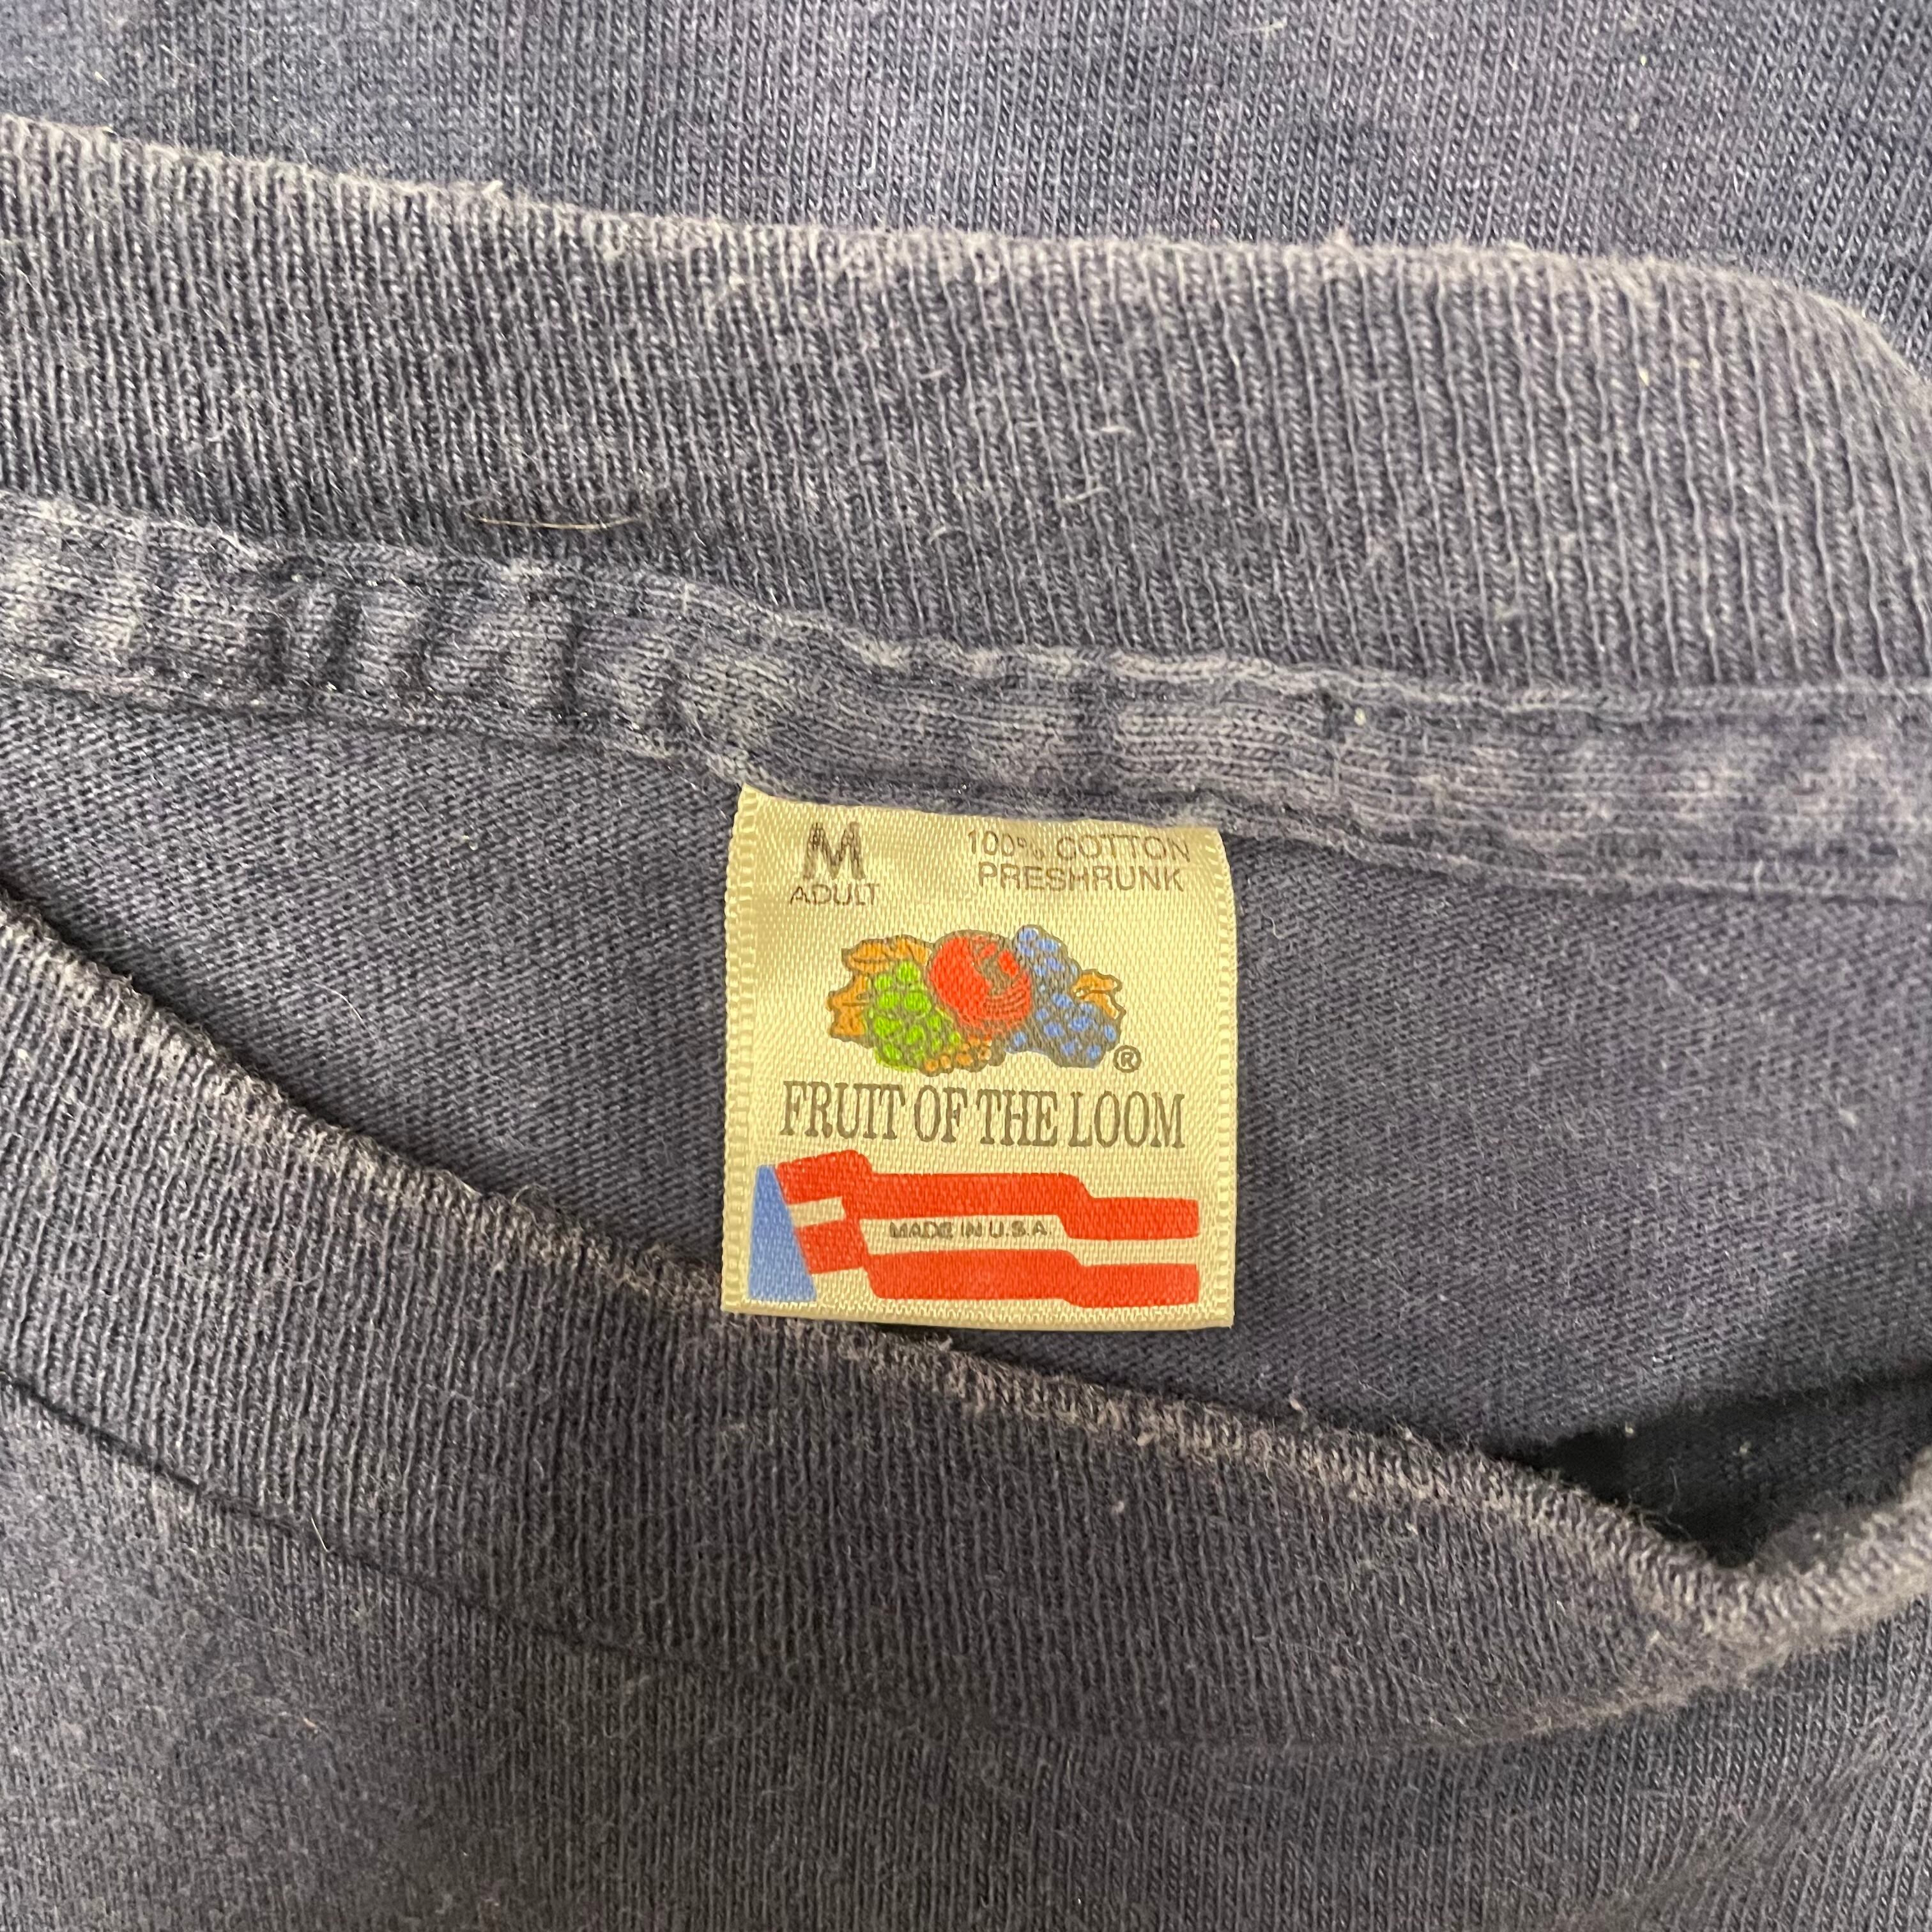 M
ADULT
100% COTTON
PRESHRUNK
®
FRUIT OF THE LOOM
MADE IN U.S.A.